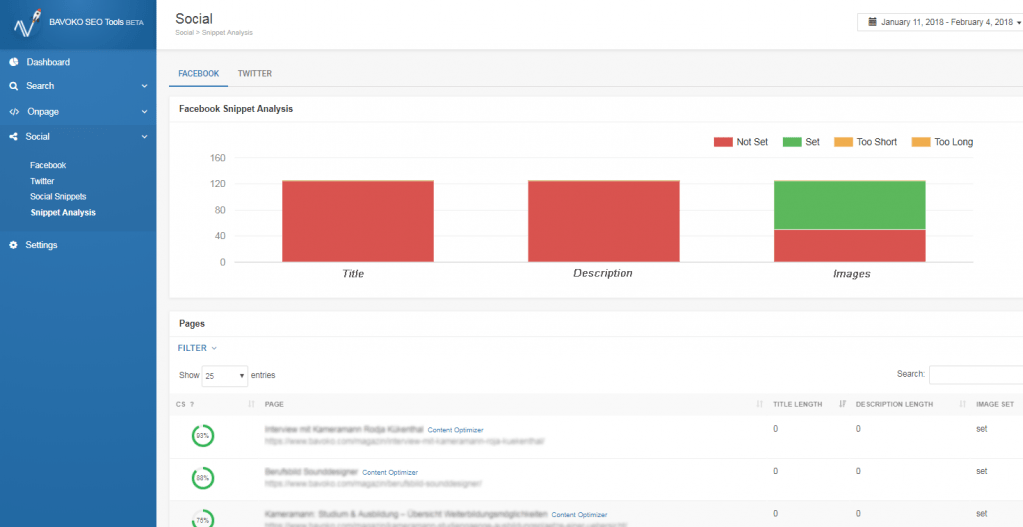 BAVOKO SEO Tools BETA
Social
Social > Snippet Analysis
January 11, 2018 - February 4, 2018
Dashboard
Search
Onpage
Social
Facebook
Twitter
Social Snippets
Snippet Analysis
Settings
FACEBOOK TWITTER
Facebook Snippet Analysis
Not Set Set Too Short Too Long
160
120
80
40
0
Title Description Images
Pages
FILTER
Show 25 entries
Search:
CS ? PAGE TITLE LENGTH DESCRIPTION LENGTH IMAGE SET
93% Interview mit Kameramann Rodja Kükenthal Content Optimizer 0 0 set
https://www.bavoko.com/magazin/interview-mit-kameramann-roja-kuekenthal/
88% Berufsbild Sounddesigner Content Optimizer 0 0 set
https://www.bavoko.com/magazin/berufsbild-sounddesigner/
75% Kameramann: Studium & Ausbildung – Übersicht Weiterbildungsmöglichkeiten Content Optimizer 0 0 set